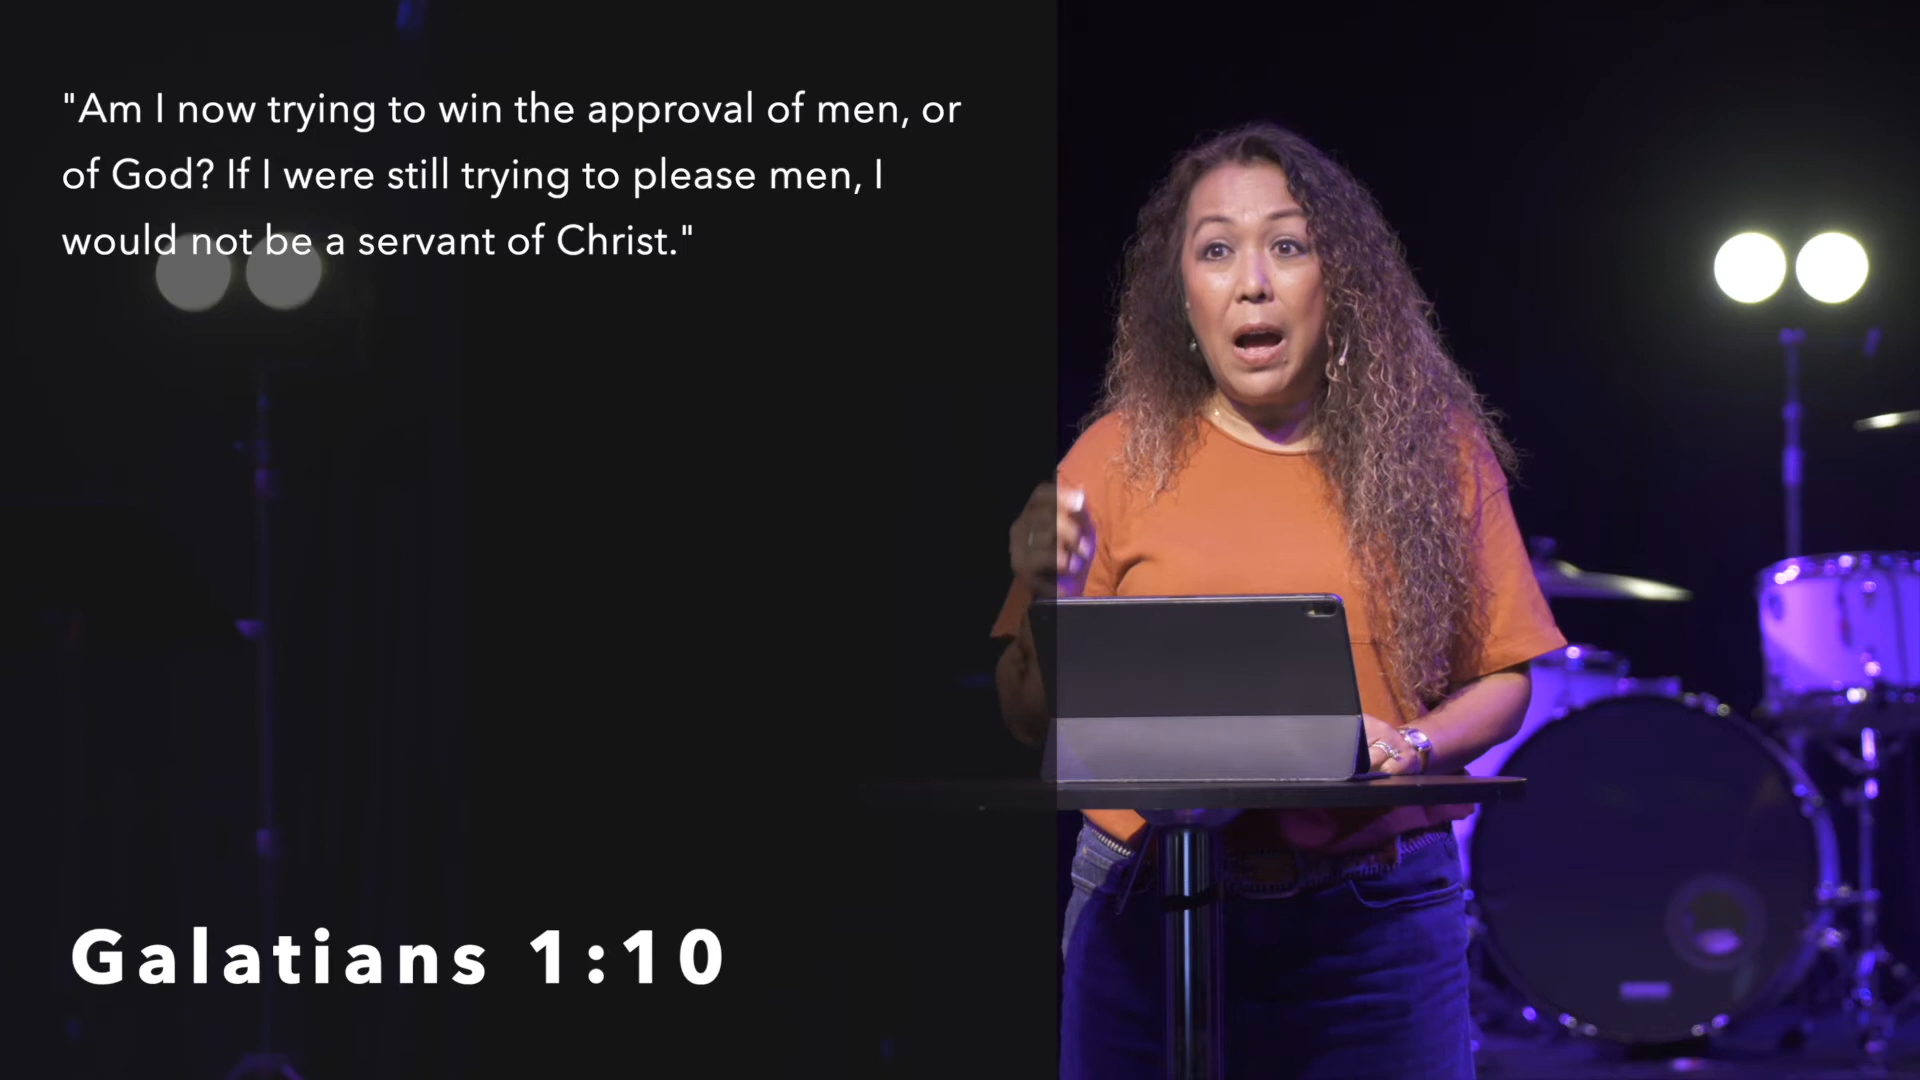 "Am I now trying to win the approval of men, or
of God? If I were still trying to please men, I
would not be a servant of Christ."
Galatians 1:10